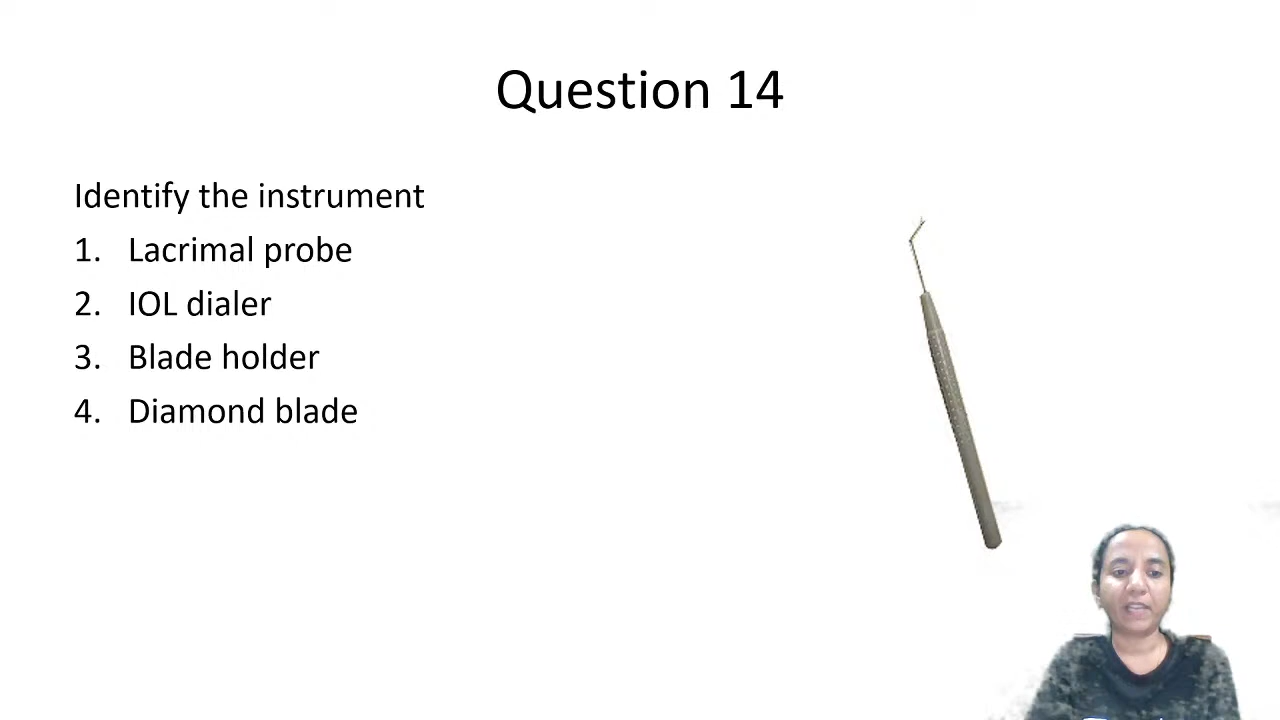 Question 14
Identify the instrument
1. Lacrimal probe
2. IOL dialer
3. Blade holder
4. Diamond blade